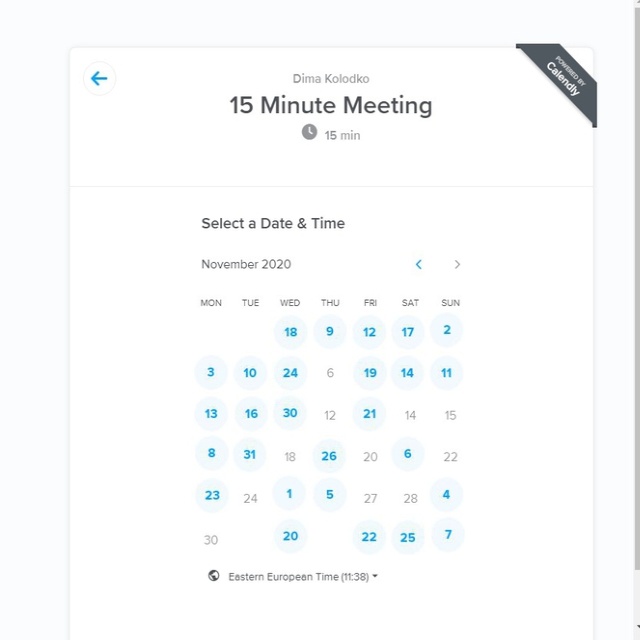 POWERED BY
Calendly
Dima Kolodko
15 Minute Meeting
15 min
Select a Date & Time
November 2020
MON TUE WED THU FRI SAT SUN
18 9 12 17 2
3 10 24 6 19 14 11
13 16 30 12 21 14 15
8 31 18 26 20 6 22
23 24 1 5 27 28 4
30 20 22 25 7
Eastern European Time (11:38)